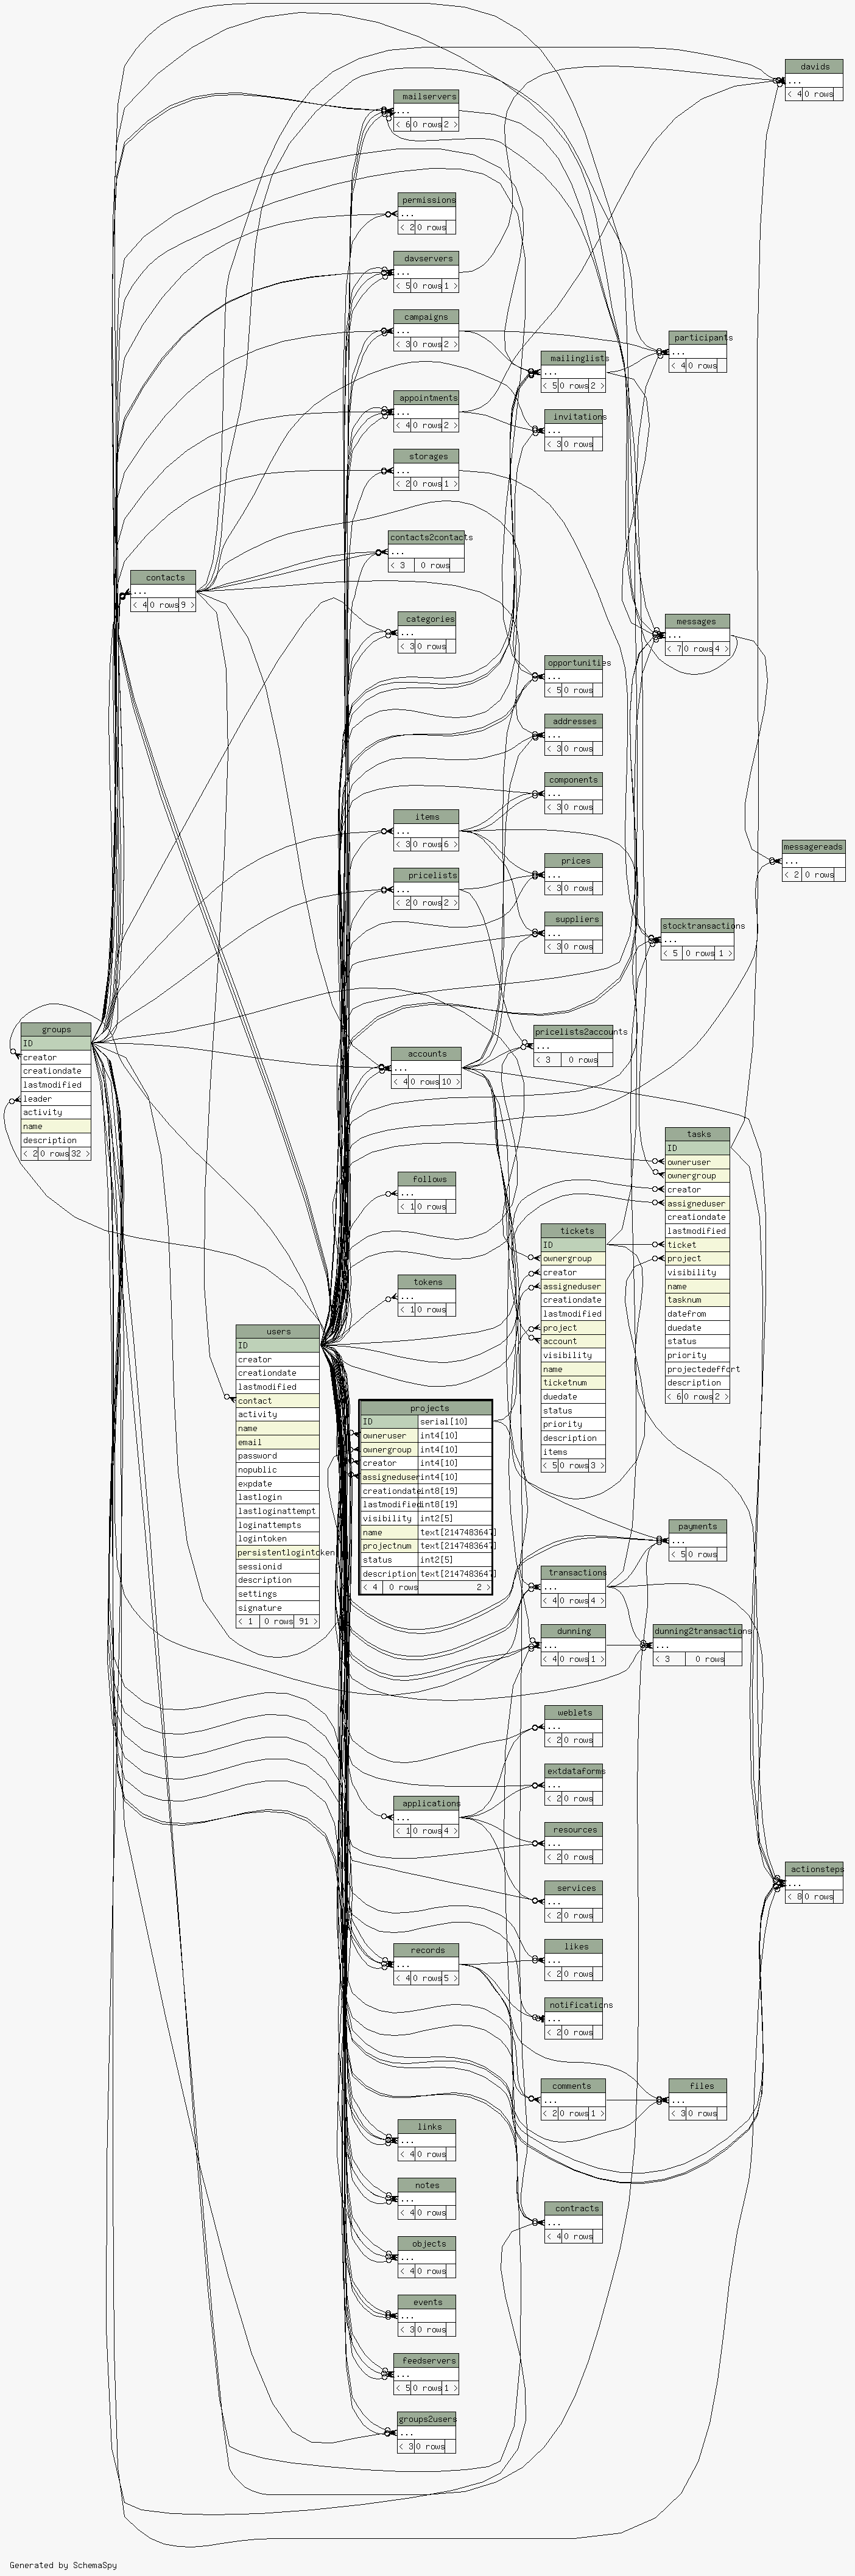 davids
...
< 4 0 rows
mailservers
...
< 6 0 rows 2 >
permissions
...
< 2 0 rows
davservers
...
< 5 0 rows 1 >
campaigns
...
< 3 0 rows 2 >
participants
...
< 4 0 rows
mailinglists
...
< 5 0 rows 2 >
appointments
...
< 4 0 rows 2 >
invitations
...
< 3 0 rows
storages
...
< 2 0 rows 1 >
contacts2contacts
...
< 3 0 rows
contacts
...
< 4 0 rows 9 >
categories
...
< 3 0 rows
messages
...
< 7 0 rows 4 >
opportunities
...
< 5 0 rows
addresses
...
< 3 0 rows
components
...
< 3 0 rows
items
...
< 3 0 rows 6 >
messagereads
...
< 2 0 rows
prices
...
< 3 0 rows
pricelists
...
< 2 0 rows 2 >
suppliers
...
< 3 0 rows
stocktransactions
...
< 5 0 rows 1 >
groups
ID
creator
creationdate
lastmodified
leader
activity
name
description
< 2 0 rows 32 >
pricelists2accounts
...
< 3 0 rows
accounts
...
< 4 0 rows 10 >
tasks
ID
owneruser
ownergroup
creator
assigneduser
creationdate
lastmodified
ticket
project
visibility
name
tasknum
datefrom
duedate
status
priority
projectedeffort
description
< 6 0 rows 2 >
follows
...
< 1 0 rows
tickets
ID
ownergroup
creator
assigneduser
creationdate
lastmodified
project
account
visibility
name
ticketnum
duedate
status
priority
description
items
< 5 0 rows 3 >
tokens
...
< 1 0 rows
users
ID
creator
creationdate
lastmodified
contact
activity
name
email
password
nopublic
expdate
lastlogin
lastloginattempt
loginattempts
logintoken
persistentlogintoken
sessionid
description
settings
signature
< 1 0 rows 91 >
projects
ID serial[10]
owneruser int4[10]
ownergroup int4[10]
creator int4[10]
assigneduser int4[10]
creationdate int8[19]
lastmodified int8[19]
visibility int2[5]
name text[2147483647]
projectnum text[2147483647]
status int2[5]
description text[2147483647]
< 4 0 rows 2 >
payments
...
< 5 0 rows
transactions
...
< 4 0 rows 4 >
dunning
...
< 4 0 rows 1 >
dunning2transactions
...
< 3 0 rows
weblets
...
< 2 0 rows
extdataforms
...
< 2 0 rows
applications
...
< 1 0 rows 4 >
resources
...
< 2 0 rows
actionsteps
...
< 8 0 rows
services
...
< 2 0 rows
likes
...
< 2 0 rows
records
...
< 4 0 rows 5 >
notifications
...
< 2 0 rows
comments
...
< 2 0 rows 1 >
files
...
< 3 0 rows
links
...
< 4 0 rows
notes
...
< 4 0 rows
contracts
...
< 4 0 rows
objects
...
< 4 0 rows
events
...
< 3 0 rows
feedservers
...
< 5 0 rows 1 >
groups2users
...
< 3 0 rows
Generated by SchemaSpy